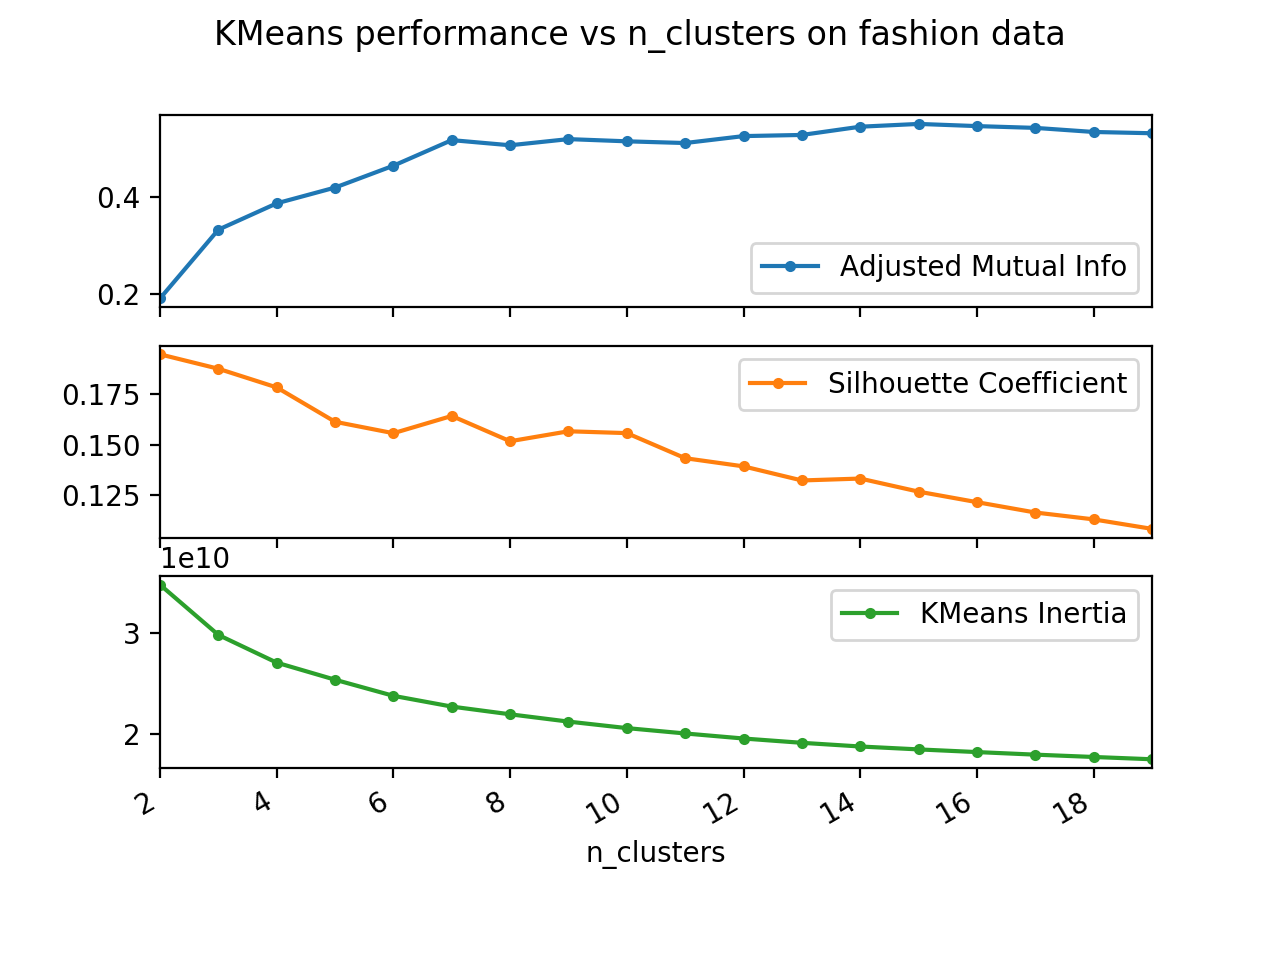 KMeans performance vs n_clusters on fashion data
0.4
0.2
Adjusted Mutual Info
0.175
0.150
0.125
Silhouette Coefficient
1e10
3
2
KMeans Inertia
2 4 6 8 10 12 14 16 18
n_clusters